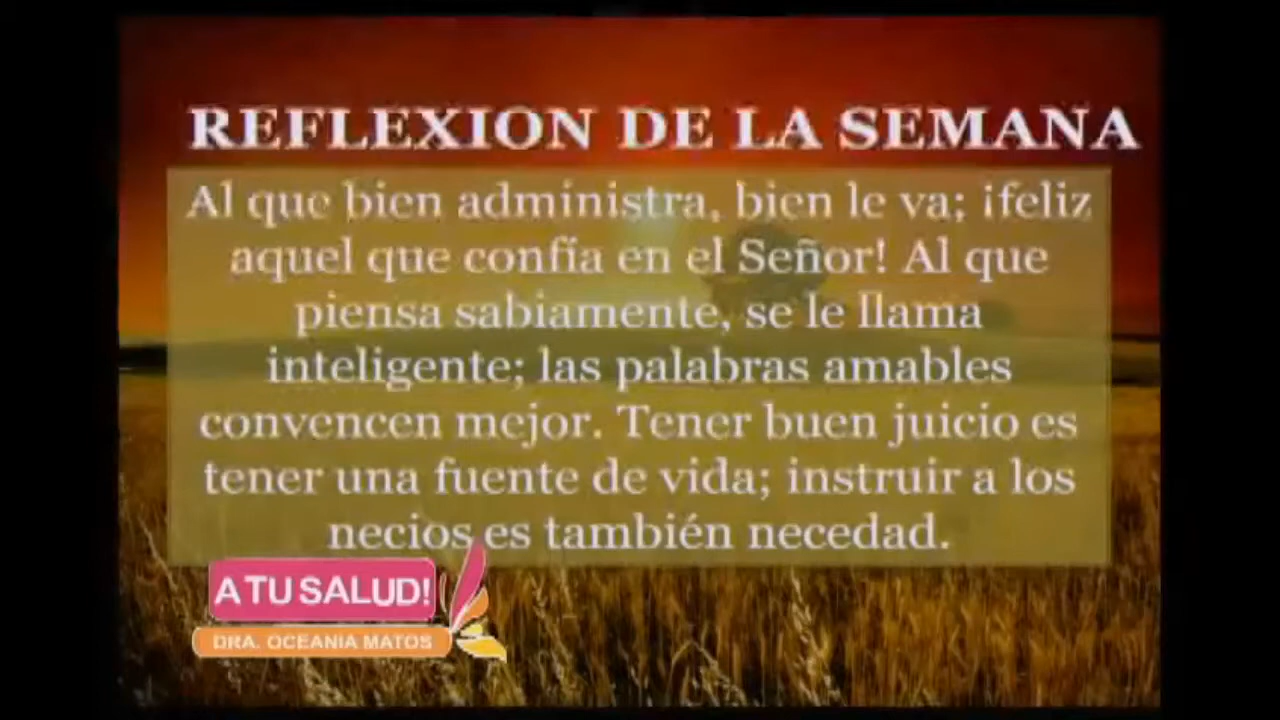 REFLEXION DE LA SEMANA
Al que bien administra, bien le va; ¡feliz
aquel que confía en el Señor! Al que
piensa sabiamente, se le llama
inteligente; las palabras amables
convencen mejor. Tener buen juicio es
tener una fuente de vida; instruir a los
necios es también necedad.
A TU SALUD!
DRA. OCEANIA MATOS